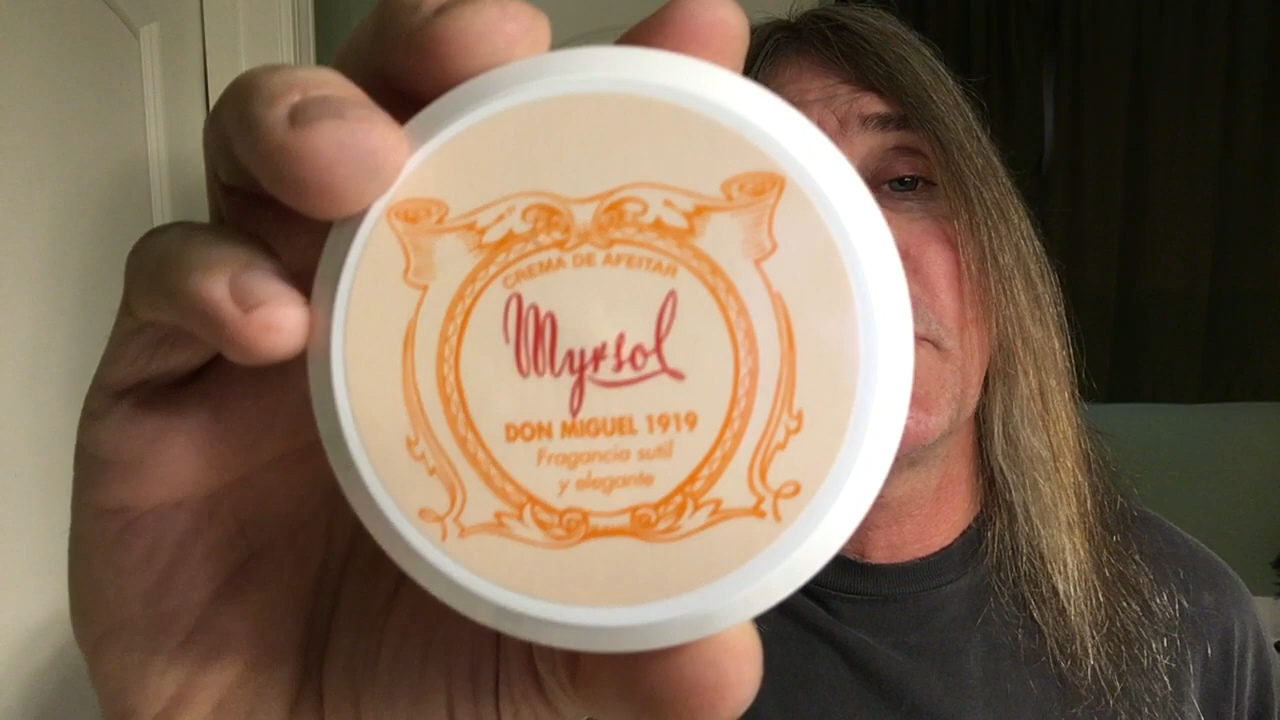 CREMA DE AFEITAR
Myrsol
DON MIGUEL 1919
Fragancia sutil
y elegante